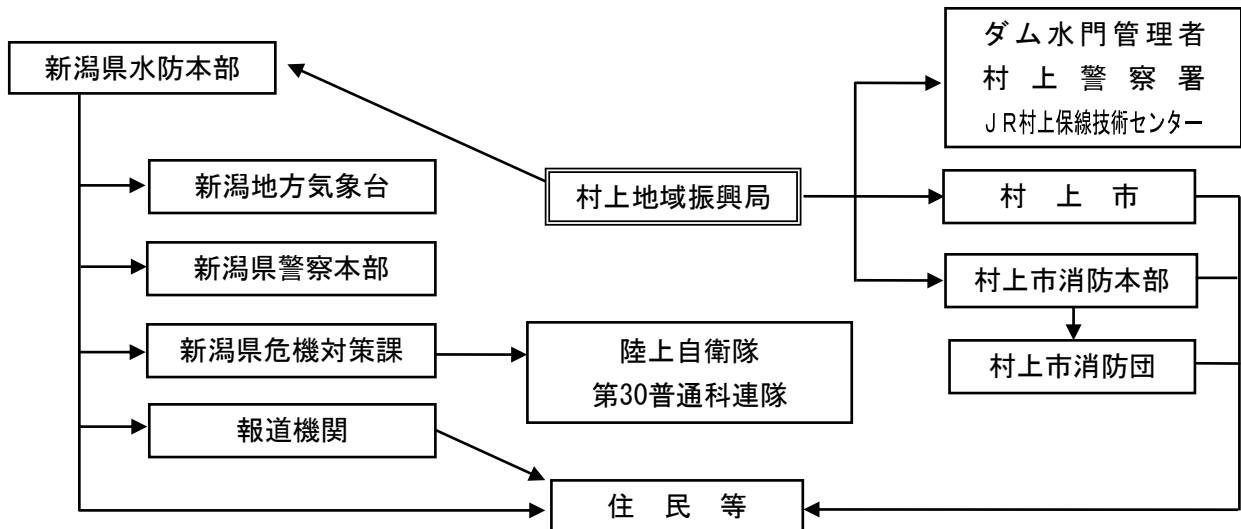 新潟県水防本部
ダム水門管理者
村上警察署
ＪＲ村上保線技術センター
新潟地方気象台
村上地域振興局
村上市
新潟県警察本部
村上市消防本部
新潟県危機対策課
陸上自衛隊
第30普通科連隊
村上市消防団
報道機関
住民等